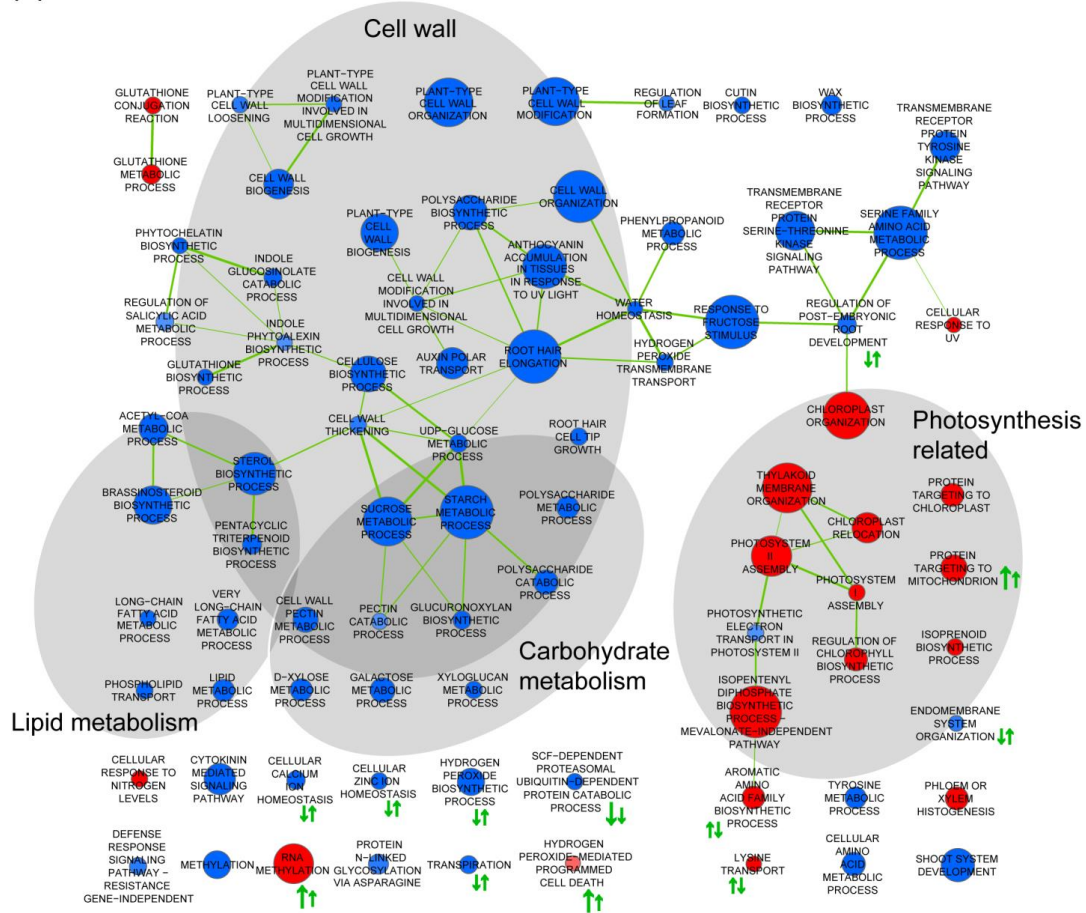 Cell wall
GLUTATHIONE
CONJUGATION
REACTION
PLANT-TYPE
CELL WALL
LOOSENING
PLANT-TYPE
CELL WALL
MODIFICATION
INVOLVED IN
MULTIDIMENSIONAL
CELL GROWTH
PLANT-TYPE
CELL WALL
ORGANIZATION
PLANT-TYPE
CELL WALL
MODIFICATION
REGULATION
OF LEAF
FORMATION
CUTIN
BIOSYNTHETIC
PROCESS
WAX
BIOSYNTHETIC
PROCESS
TRANSMEMBRANE
RECEPTOR
PROTEIN
TYROSINE
KINASE
SIGNALING
PATHWAY
GLUTATHIONE
METABOLIC
PROCESS
CELL WALL
BIOGENESIS
CELL WALL
ORGANIZATION
POLYSACCHARIDE
BIOSYNTHETIC
PROCESS
PLANT-TYPE
CELL
WALL
BIOGENESIS
PHENYLPROPANOID
METABOLIC
PROCESS
TRANSMEMBRANE
RECEPTOR
PROTEIN
SERINE-THREONINE
KINASE
SIGNALING
PATHWAY
SERINE FAMILY
AMINO ACID
METABOLIC
PROCESS
PHYTOCHELATIN
BIOSYNTHETIC
PROCESS
INDOLE
GLUCOSINOLATE
CATABOLIC
PROCESS
ANTHOCYANIN
ACCUMULATION
IN TISSUES
IN RESPONSE
TO UV LIGHT
CELL WALL
MODIFICATION
INVOLVED IN
MULTIDIMENSIONAL
CELL GROWTH
WATER
HOMEOSTASIS
RESPONSE TO
FRUCTOSE
STIMULUS
REGULATION OF
POST-EMBRYONIC
ROOT
DEVELOPMENT
CELLULAR
RESPONSE TO
UV
REGULATION OF
SALICYLIC ACID
METABOLIC
PROCESS
INDOLE
PHYTOALEXIN
BIOSYNTHETIC
PROCESS
GLUTATHIONE
BIOSYNTHETIC
PROCESS
CELLULOSE
BIOSYNTHETIC
PROCESS
AUXIN POLAR
TRANSPORT
ROOT HAIR
ELONGATION
HYDROGEN
PEROXIDE
TRANSMEMBRANE
TRANSPORT
CHLOROPLAST
ORGANIZATION
Photosynthesis
related
ACETYL-COA
METABOLIC
PROCESS
CELL WALL
THICKENING
UDP-GLUCOSE
METABOLIC
PROCESS
ROOT HAIR
CELL TIP
GROWTH
STEROL
BIOSYNTHETIC
PROCESS
BRASSINOSTEROID
BIOSYNTHETIC
PROCESS
SUCROSE
METABOLIC
PROCESS
STARCH
METABOLIC
PROCESS
POLYSACCHARIDE
METABOLIC
PROCESS
THYLAKOID
MEMBRANE
ORGANIZATION
PROTEIN
TARGETING TO
CHLOROPLAST
CHLOROPLAST
RELOCATION
PENTACYCLIC
TRITERPENOID
BIOSYNTHETIC
PROCESS
PHOTOSYSTEM
II
ASSEMBLY
PROTEIN
TARGETING TO
MITOCHONDRION
POLYSACCHARIDE
CATABOLIC
PROCESS
PHOTOSYSTEM
I
ASSEMBLY
LONG-CHAIN
FATTY ACID
METABOLIC
PROCESS
VERY
LONG-CHAIN
FATTY ACID
METABOLIC
PROCESS
CELL WALL
PECTIN
METABOLIC
PROCESS
PECTIN
CATABOLIC
PROCESS
GLUCURONOXYLAN
BIOSYNTHETIC
PROCESS
PHOTOSYNTHETIC
ELECTRON
TRANSPORT IN
PHOTOSYSTEM II
REGULATION OF
CHLOROPHYLL
BIOSYNTHETIC
PROCESS
ISOPRENOID
BIOSYNTHETIC
PROCESS
Carbohydrate
metabolism
PHOSPHOLIPID
TRANSPORT
LIPID
METABOLIC
PROCESS
D-XYLOSE
METABOLIC
PROCESS
GALACTOSE
METABOLIC
PROCESS
XYLOGLUCAN
METABOLIC
PROCESS
ISOPENTENYL
DIPHOSPHATE
BIOSYNTHETIC
PROCESS -
MEVALONATE-INDEPENDENT
PATHWAY
ENDOMEMBRANE
SYSTEM
ORGANIZATION
Lipid metabolism
CELLULAR
RESPONSE TO
NITROGEN
LEVELS
CYTOKININ
MEDIATED
SIGNALING
PATHWAY
CELLULAR
CALCIUM
ION
HOMEOSTASIS
CELLULAR
ZINC ION
HOMEOSTASIS
HYDROGEN
PEROXIDE
BIOSYNTHETIC
PROCESS
SCF-DEPENDENT
PROTEASOMAL
UBIQUITIN-DEPENDENT
PROTEIN CATABOLIC
PROCESS
AROMATIC
AMINO
ACID FAMILY
BIOSYNTHETIC
PROCESS
TYROSINE
METABOLIC
PROCESS
PHLOEM OR
XYLEM
HISTOGENESIS
DEFENSE
RESPONSE
SIGNALING
PATHWAY -
RESISTANCE
GENE-INDEPENDENT
METHYLATION
RNA
METHYLATION
PROTEIN
N-LINKED
GLYCOSYLATION
VIA ASPARAGINE
TRANSPIRATION
HYDROGEN
PEROXIDE-MEDIATED
PROGRAMMED
CELL DEATH
LYSINE
TRANSPORT
CELLULAR
AMINO
ACID
METABOLIC
PROCESS
SHOOT SYSTEM
DEVELOPMENT